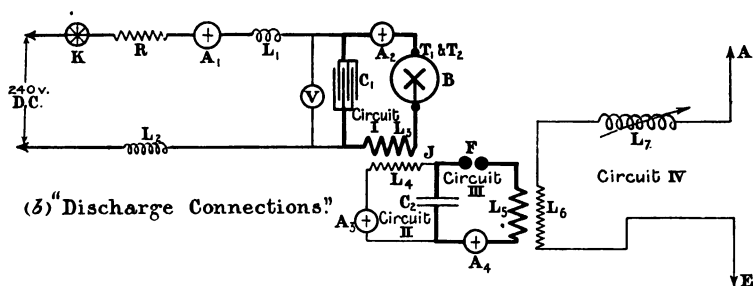 K R A1 L1
A2 T1 & T2
B
C1
V
Circuit
I
L3
240 v.
D.C.
L2
J
L4
F
Circuit
III
C2
A3
Circuit
II
A4
L5
L6
L7
A
Circuit IV
E
(b) "Discharge Connections."